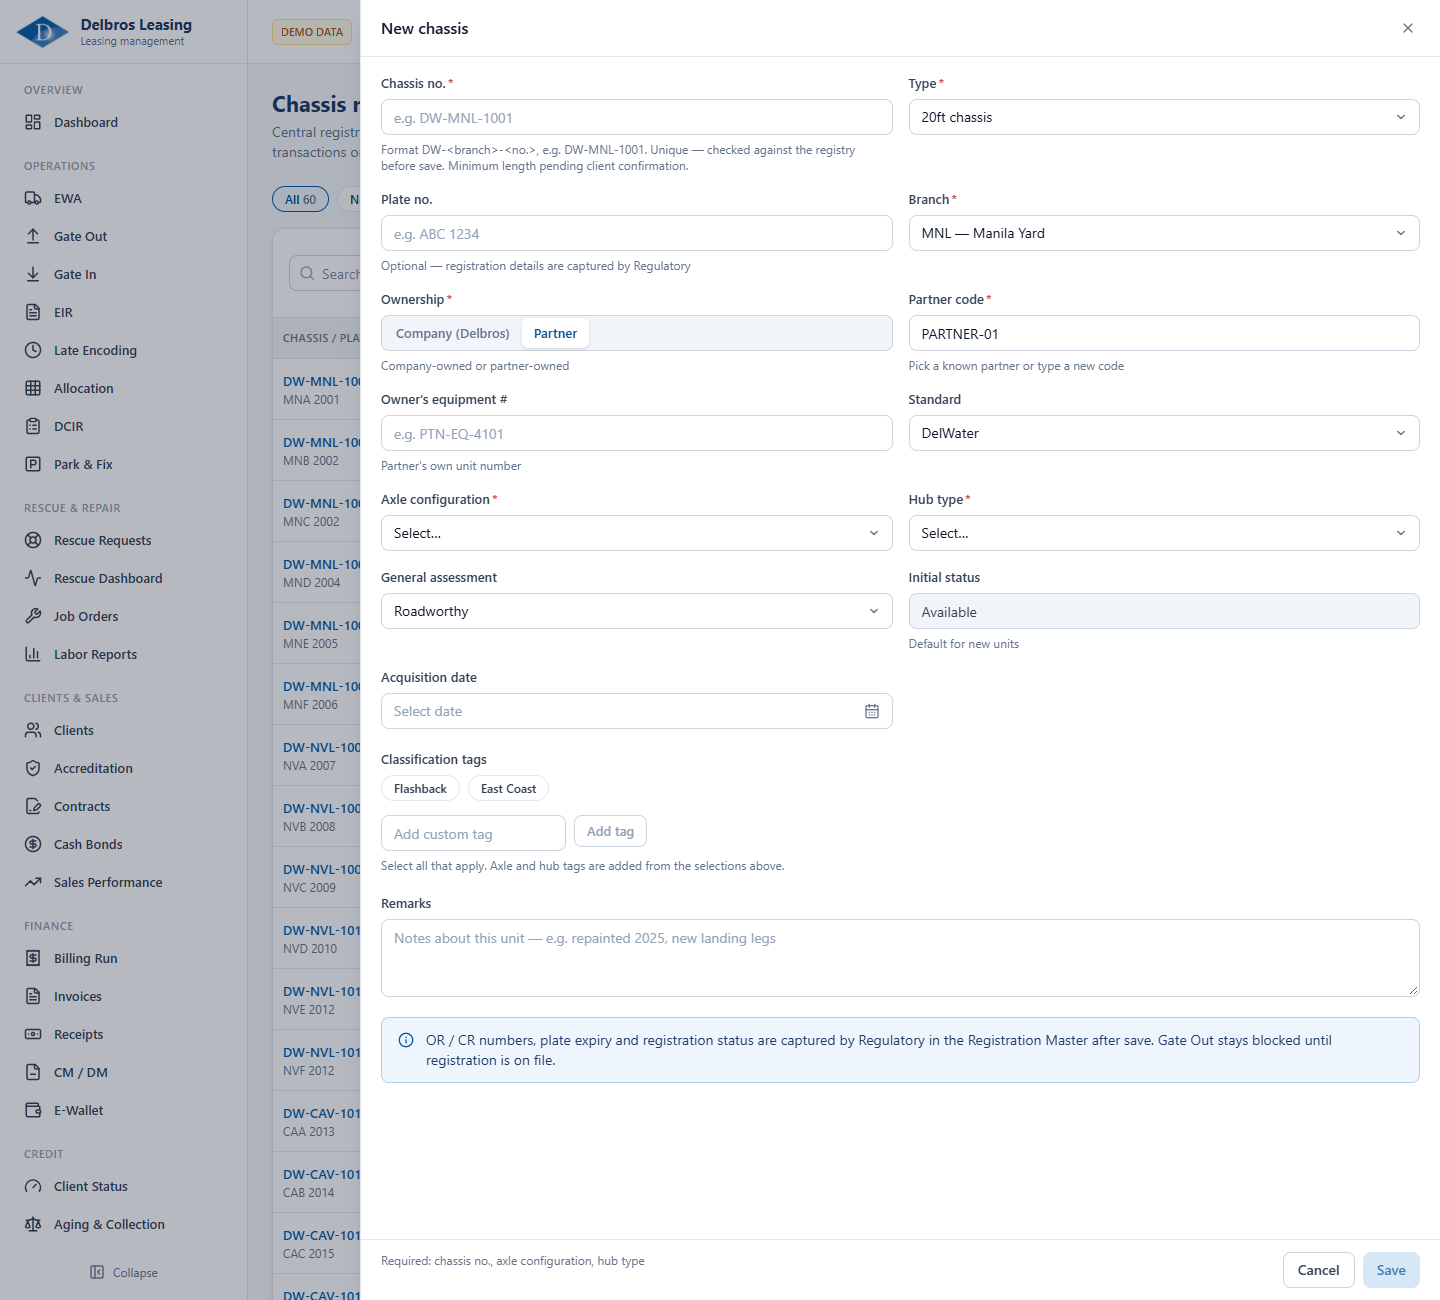 Delbros Leasing
Leasing management
OVERVIEW
Dashboard
OPERATIONS
EWA
Gate Out
Gate In
EIR
Late Encoding
Allocation
DCIR
Park & Fix
RESCUE & REPAIR
Rescue Requests
Rescue Dashboard
Job Orders
Labor Reports
CLIENTS & SALES
Clients
Accreditation
Contracts
Cash Bonds
Sales Performance
FINANCE
Billing Run
Invoices
Receipts
CM / DM
E-Wallet
CREDIT
Client Status
Aging & Collection
Collapse
DEMO DATA
Chassis r
Central registr
transactions o
All 60
N
Search
CHASSIS / PLA
DW-MNL-100
MNA 2001
DW-MNL-100
MNB 2002
DW-MNL-100
MNC 2002
DW-MNL-100
MND 2004
DW-MNL-100
MNE 2005
DW-MNL-100
MNF 2006
DW-NVL-100
NVA 2007
DW-NVL-100
NVB 2008
DW-NVL-100
NVC 2009
DW-NVL-101
NVD 2010
DW-NVL-101
NVE 2012
DW-NVL-101
NVF 2012
DW-CAV-101
CAA 2013
DW-CAV-101
CAB 2014
DW-CAV-101
CAC 2015
DW-CAV-101
New chassis
Chassis no.*
e.g. DW-MNL-1001
Format DW-<branch>-<no.>, e.g. DW-MNL-1001. Unique — checked against the registry
before save. Minimum length pending client confirmation.
Type*
20ft chassis
Plate no.
e.g. ABC 1234
Optional — registration details are captured by Regulatory
Branch*
MNL — Manila Yard
Ownership*
Company (Delbros)
Partner
Company-owned or partner-owned
Partner code*
PARTNER-01
Pick a known partner or type a new code
Owner's equipment #
e.g. PTN-EQ-4101
Partner's own unit number
Standard
DelWater
Axle configuration*
Select...
Hub type*
Select...
General assessment
Roadworthy
Initial status
Available
Default for new units
Acquisition date
Select date
Classification tags
Flashback
East Coast
Add custom tag
Add tag
Select all that apply. Axle and hub tags are added from the selections above.
Remarks
Notes about this unit — e.g. repainted 2025, new landing legs
OR / CR numbers, plate expiry and registration status are captured by Regulatory in the Registration Master after save. Gate Out stays blocked until
registration is on file.
Required: chassis no., axle configuration, hub type
Cancel
Save